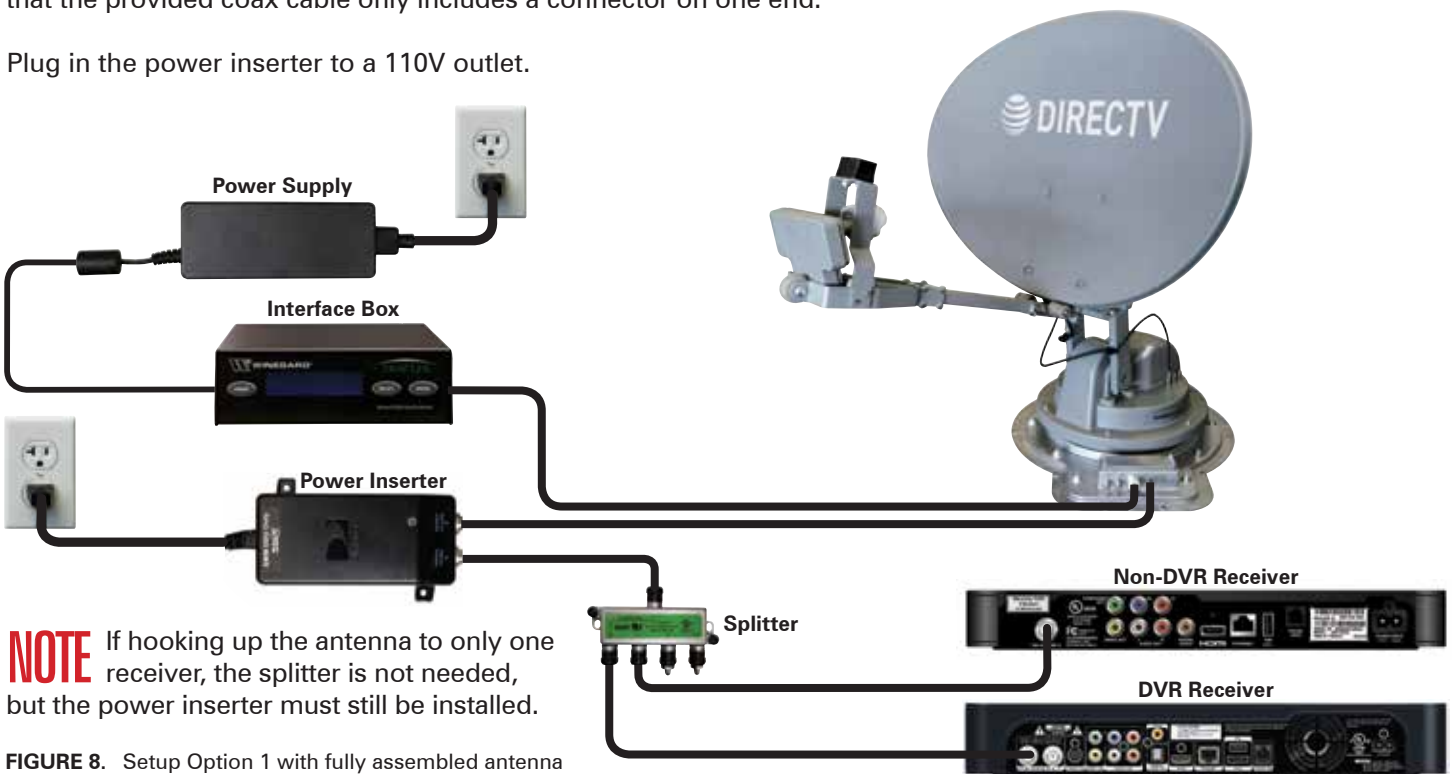 that the provided coax cable only includes a connector on one end.
Plug in the power inserter to a 110V outlet.
DIRECTV
Power Supply
Interface Box
WINEGARD
Power Inserter
Non-DVR Receiver
HDMI
Splitter
DVR Receiver
NOTE If hooking up the antenna to only one
receiver, the splitter is not needed,
but the power inserter must still be installed.
FIGURE 8. Setup Option 1 with fully assembled antenna